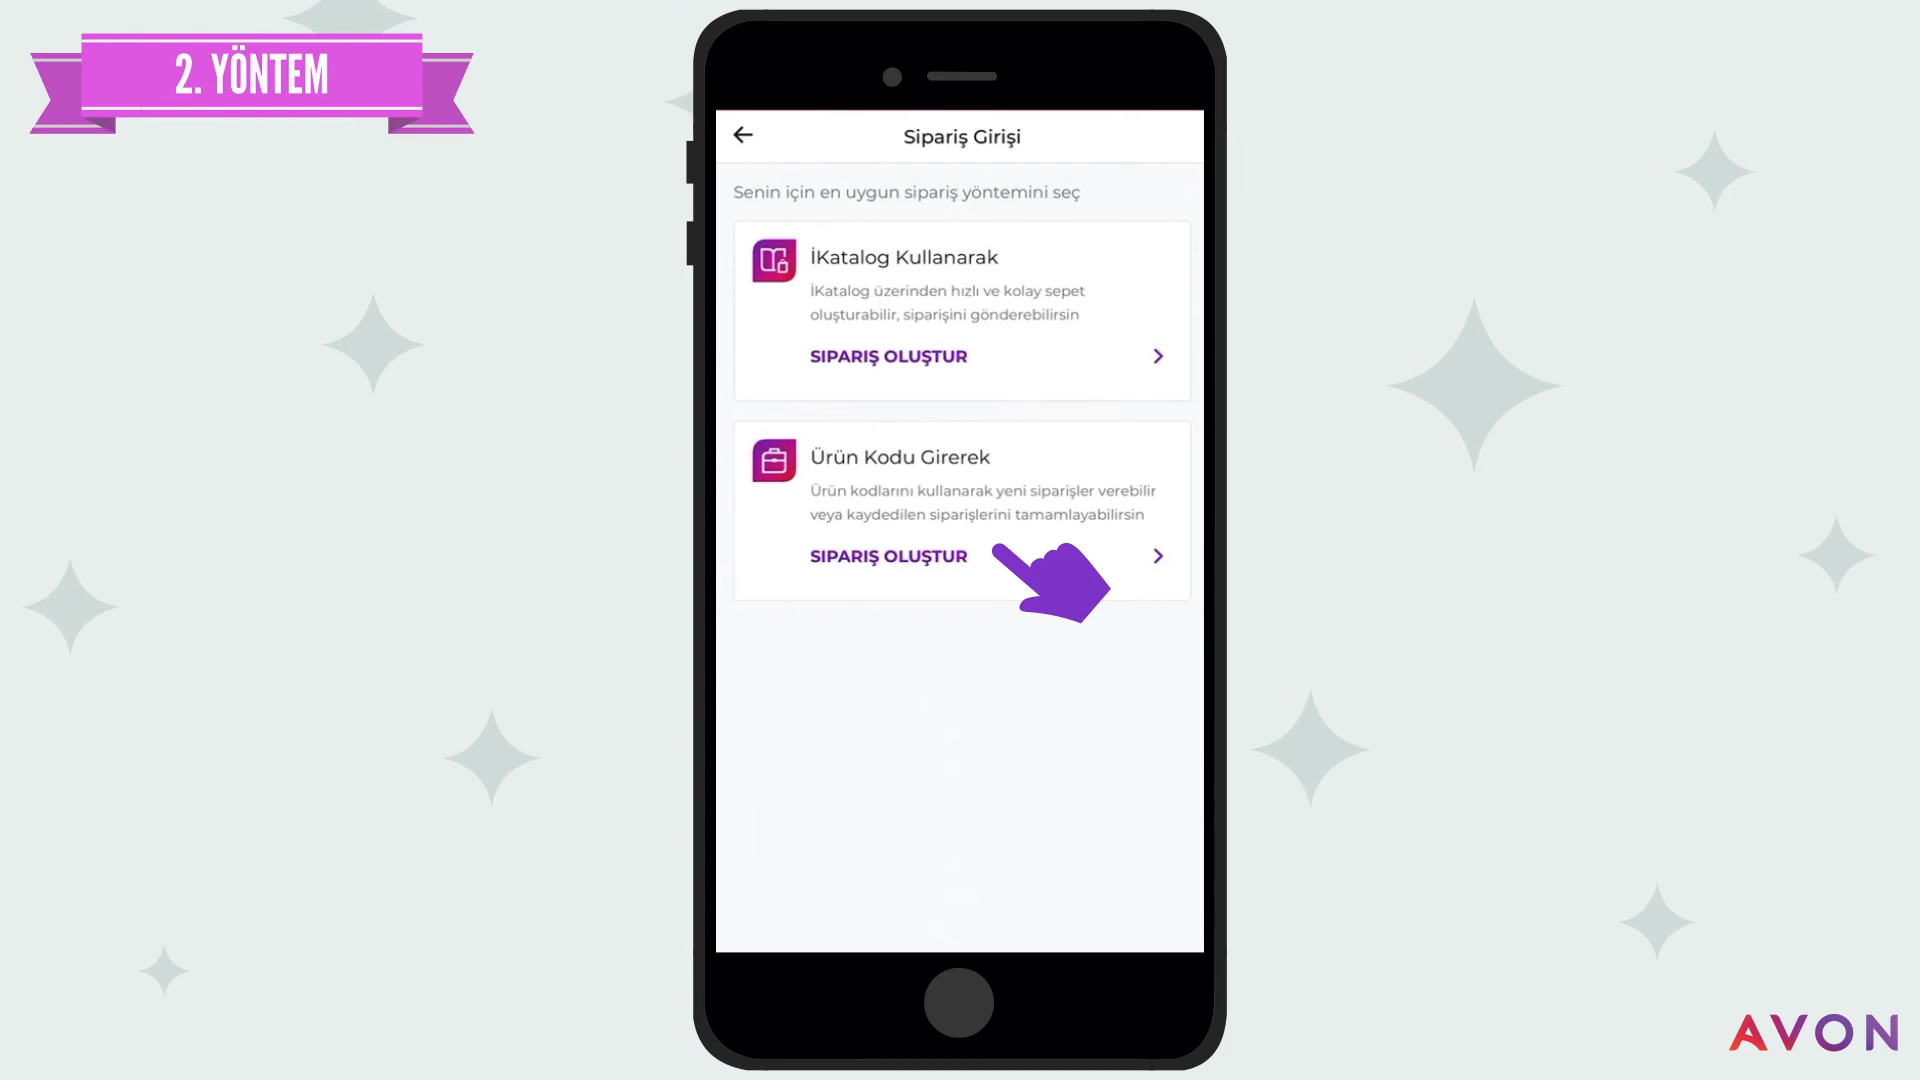 2. YÖNTEM
Sipariş Girişi
Senin için en uygun sipariş yöntemini seç
İKatalog Kullanarak
İKatalog üzerinden hızlı ve kolay sepet
oluşturabilir, siparişini gönderebilirsin
SIPARIŞ OLUŞTUR
Ürün Kodu Girerek
Ürün kodlarını kullanarak yeni siparişler verebilir
veya kaydedilen siparişlerini tamamlayabilirsin
SIPARIŞ OLUŞTUR
AVON